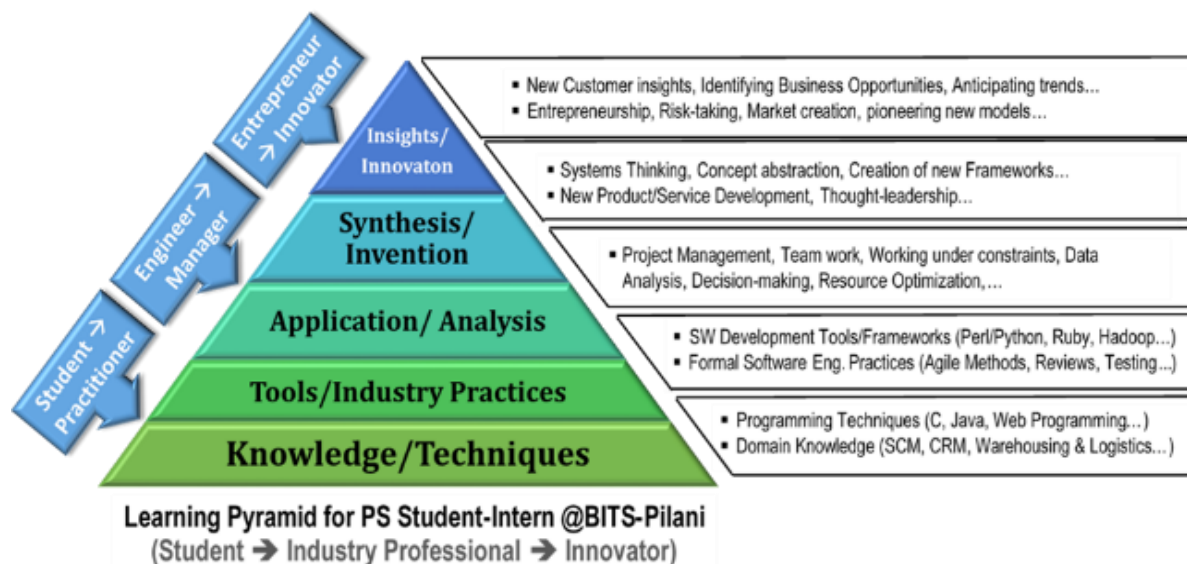 Entrepreneur
→ Innovator
Engineer →
Manager
Student →
Practitioner
Insights/
Innovaton
▪ New Customer insights, Identifying Business Opportunities, Anticipating trends…
▪ Entrepreneurship, Risk-taking, Market creation, pioneering new models…
Synthesis/
Invention
▪ Systems Thinking, Concept abstraction, Creation of new Frameworks…
▪ New Product/Service Development, Thought-leadership…
Application/ Analysis
▪ Project Management, Team work, Working under constraints, Data
Analysis, Decision-making, Resource Optimization,…
Tools/Industry Practices
▪ SW Development Tools/Frameworks (Perl/Python, Ruby, Hadoop…)
▪ Formal Software Eng. Practices (Agile Methods, Reviews, Testing...)
Knowledge/Techniques
▪ Programming Techniques (C, Java, Web Programming…)
▪ Domain Knowledge (SCM, CRM, Warehousing & Logistics…)
Learning Pyramid for PS Student-Intern @BITS-Pilani
(Student ➔ Industry Professional ➔ Innovator)